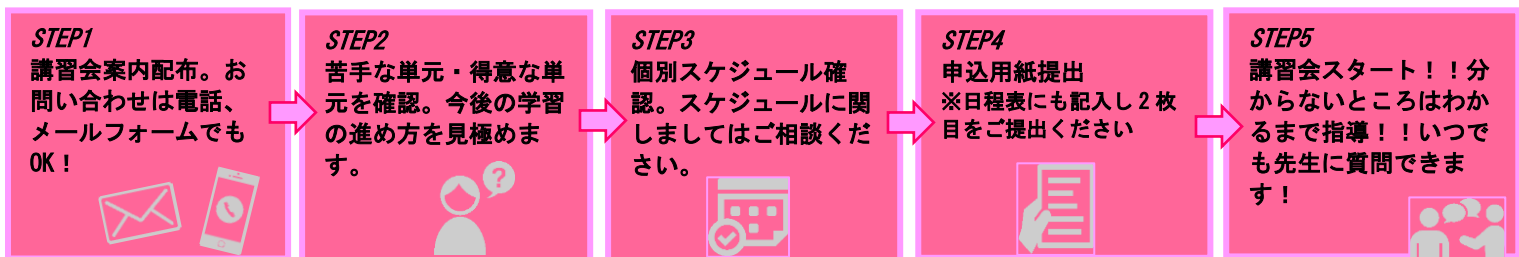 STEP1
講習会案内配布。お
問い合わせは電話、
メールフォームでも
OK！
STEP2
苦手な単元・得意な単
元を確認。今後の学習
の進め方を見極めま
す。
STEP3
個別スケジュール確
認。スケジュールに関
しましてはご相談くだ
さい。
STEP4
申込用紙提出
※日程表にも記入し２枚
目をご提出ください
STEP5
講習会スタート！！分
からないところはわか
るまで指導！！いつで
も先生に質問できま
す！
?